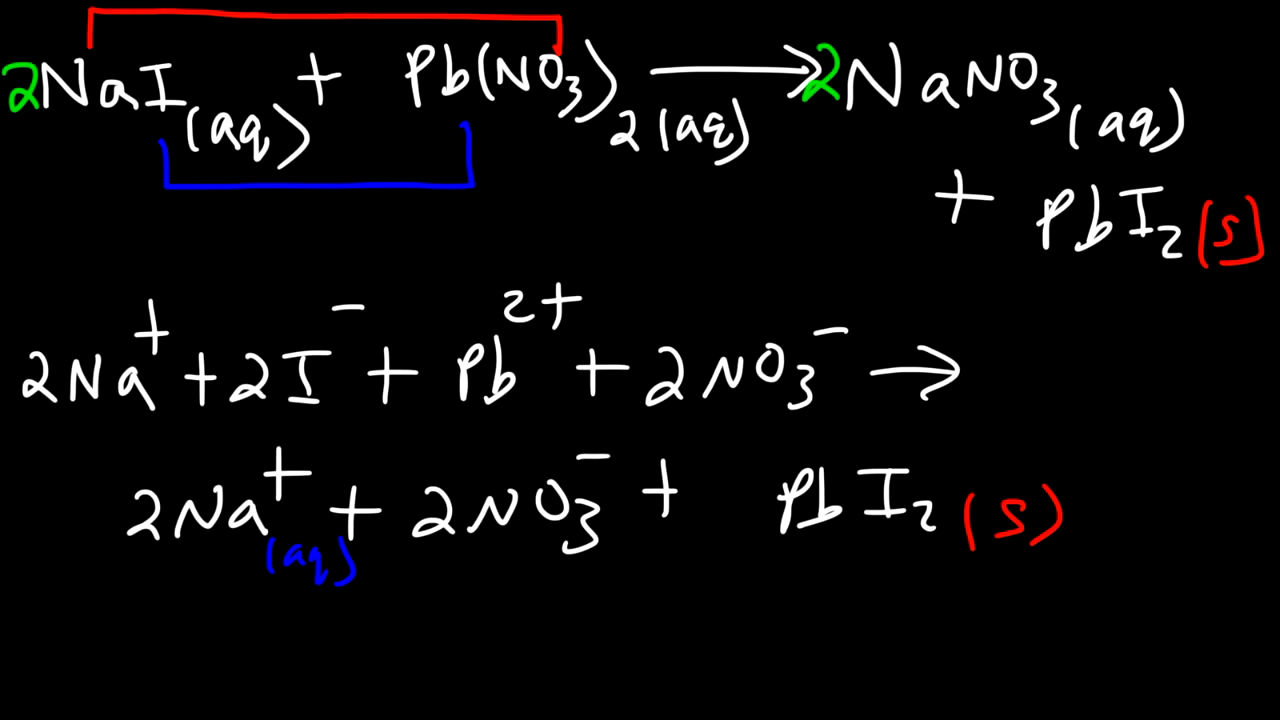 2NaI(aq) + Pb(NO₃)₂(aq) → 2NaNO₃(aq)
+ PbI₂(s)
2Na⁺ + 2I⁻ + Pb²⁺ + 2NO₃⁻ →
2Na⁺(aq) + 2NO₃⁻ + PbI₂(s)